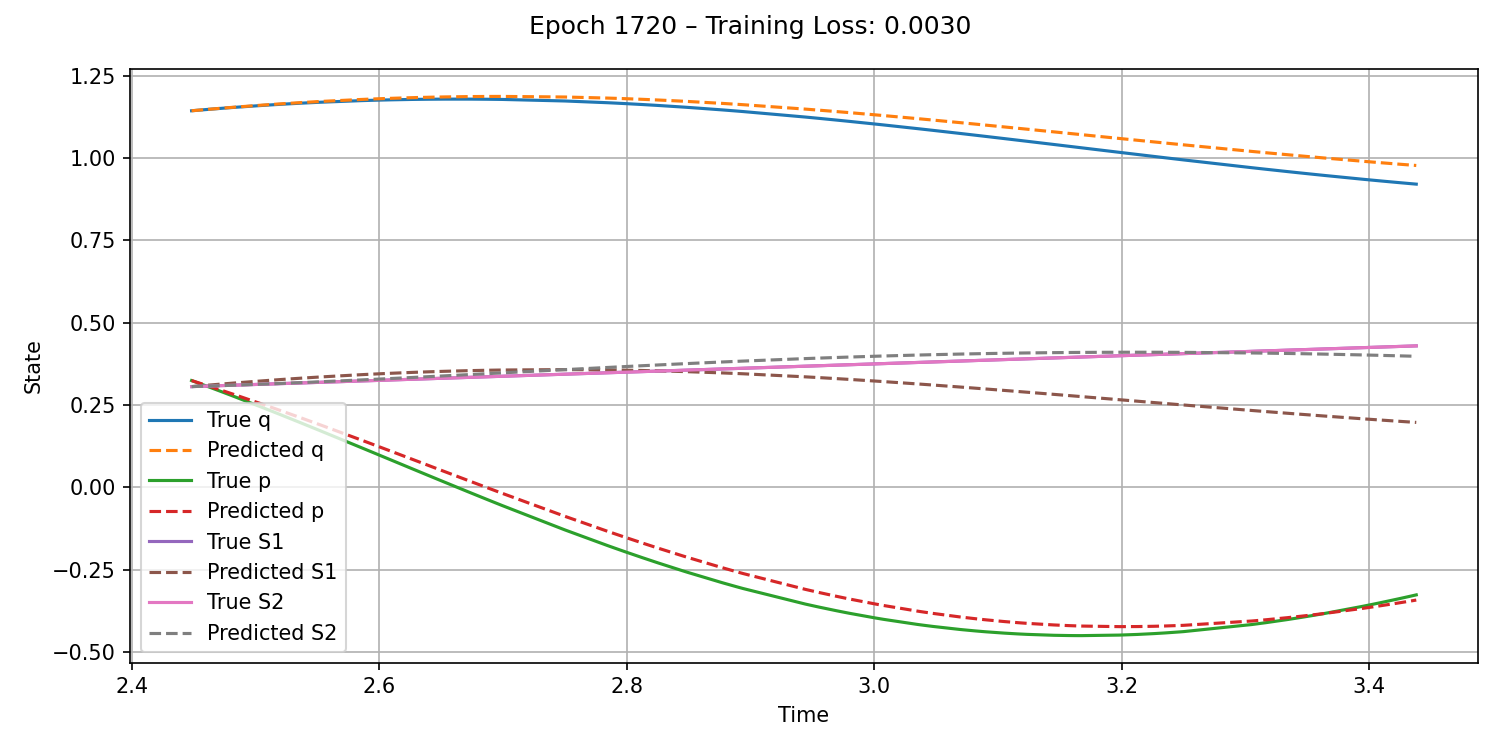 Epoch 1720 – Training Loss: 0.0030
1.25
1.00
0.75
0.50
0.25
0.00
−0.25
−0.50
State
True q
Predicted q
True p
Predicted p
True S1
Predicted S1
True S2
Predicted S2
2.4 2.6 2.8 3.0 3.2 3.4
Time